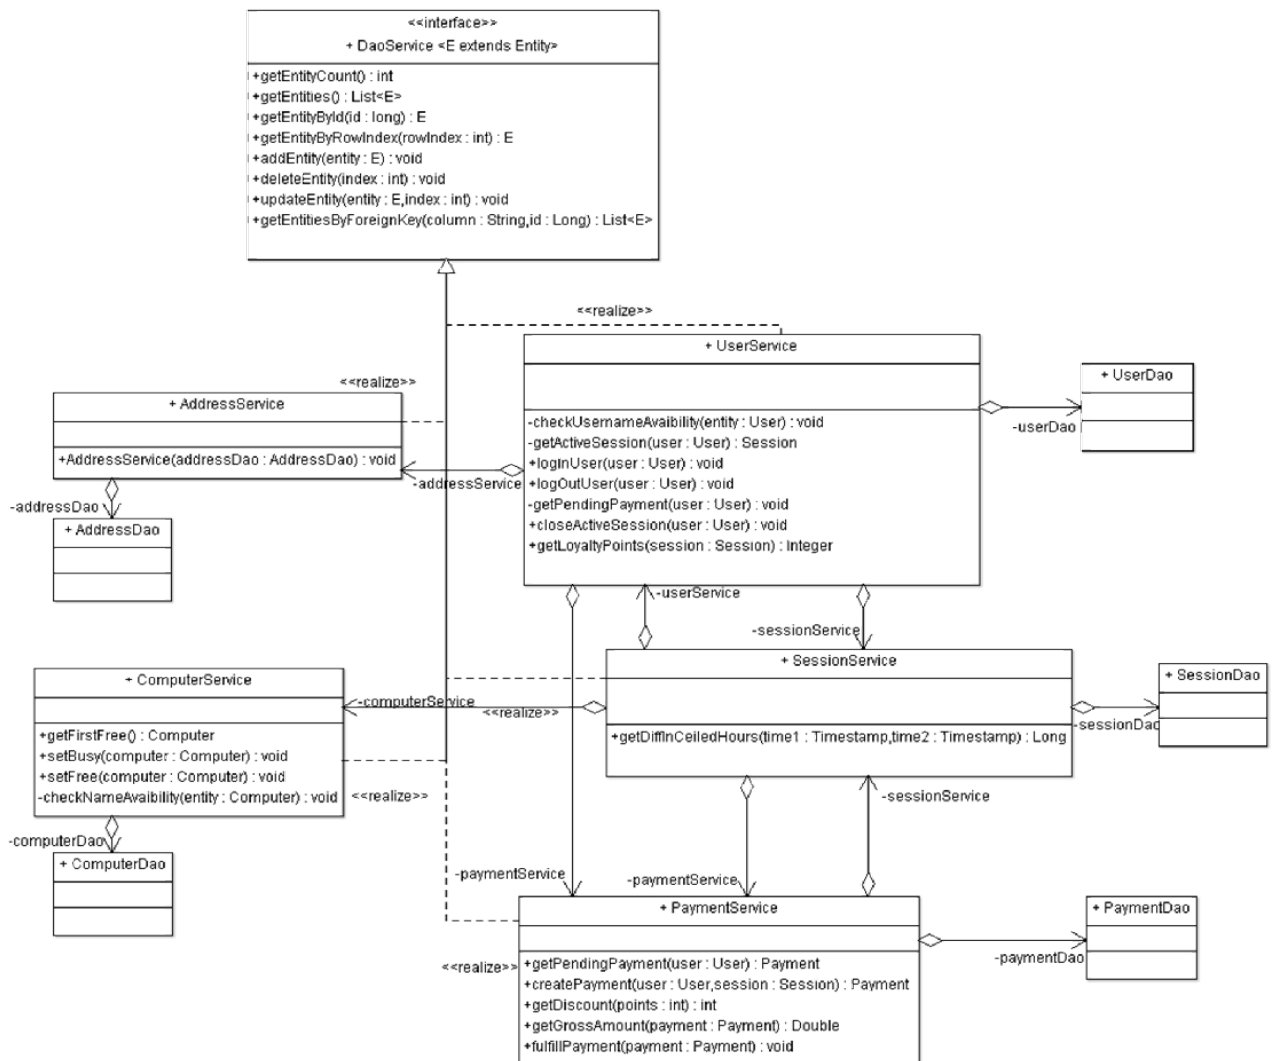 <<interface>>
+ DaoService <E extends Entity>
+getEntityCount() : int
+getEntities() : List<E>
+getEntityById(id : long) : E
+getEntityByRowIndex(rowIndex : int) : E
+addEntity(entity : E) : void
+deleteEntity(index : int) : void
+updateEntity(entity : E,index : int) : void
+getEntitiesByForeignKey(column : String,id : Long) : List<E>
<<realize>>
+ UserService
-checkUsernameAvaibility(entity : User) : void
-getActiveSession(user : User) : Session
+logInUser(user : User) : void
+logOutUser(user : User) : void
-getPendingPayment(user : User) : void
+closeActiveSession(user : User) : void
+getLoyaltyPoints(session : Session) : Integer
+ UserDao
-userDao
<<realize>>
+ AddressService
+AddressService(addressDao : AddressDao) : void
-addressService
-addressDao
+ AddressDao
-userService
-sessionService
+ SessionService
+getDiffInCeiledHours(time1 : Timestamp,time2 : Timestamp) : Long
+ SessionDao
-sessionDao
+ ComputerService
+getFirstFree() : Computer
+setBusy(computer : Computer) : void
+setFree(computer : Computer) : void
-checkNameAvaibility(entity : Computer) : void
-computerService
<<realize>>
<<realize>>
-computerDao
+ ComputerDao
-sessionService
-paymentService
-paymentService
+ PaymentService
+getPendingPayment(user : User) : Payment
+createPayment(user : User,session : Session) : Payment
+getDiscount(points : int) : int
+getGrossAmount(payment : Payment) : Double
+fulfillPayment(payment : Payment) : void
<<realize>>
+ PaymentDao
-paymentDao